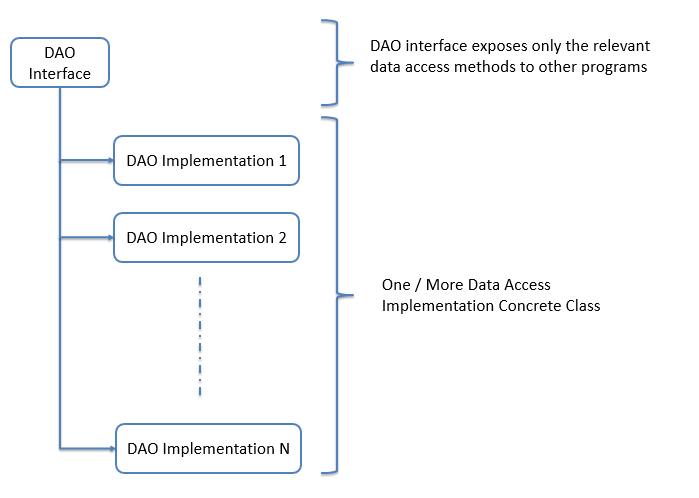 DAO
Interface
DAO interface exposes only the relevant
data access methods to other programs
DAO Implementation 1
DAO Implementation 2
One / More Data Access
Implementation Concrete Class
DAO Implementation N